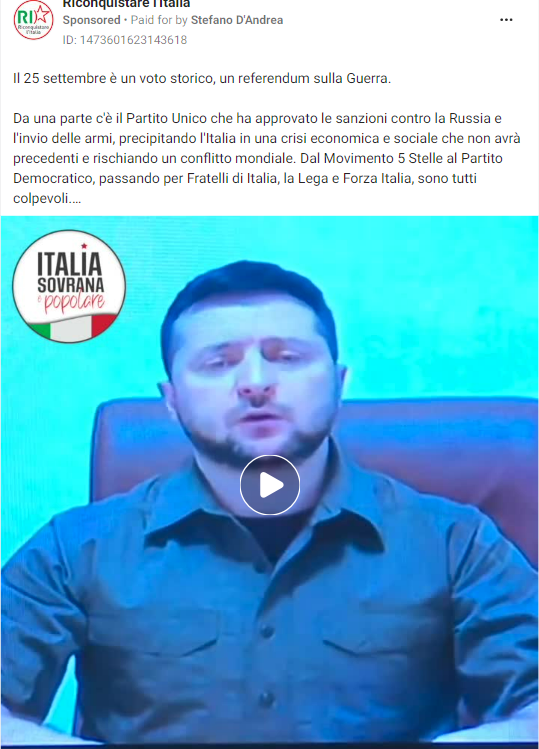 Riconquistare l'Italia
Sponsored • Paid for by Stefano D'Andrea
ID: 1473601623143618
RI
Riconquistare
l'Italia
Il 25 settembre è un voto storico, un referendum sulla Guerra.
Da una parte c'è il Partito Unico che ha approvato le sanzioni contro la Russia e
l'invio delle armi, precipitando l'Italia in una crisi economica e sociale che non avrà
precedenti e rischiando un conflitto mondiale. Dal Movimento 5 Stelle al Partito
Democratico, passando per Fratelli di Italia, la Lega e Forza Italia, sono tutti
colpevoli....
ITALIA
SOVRANA
e popolare